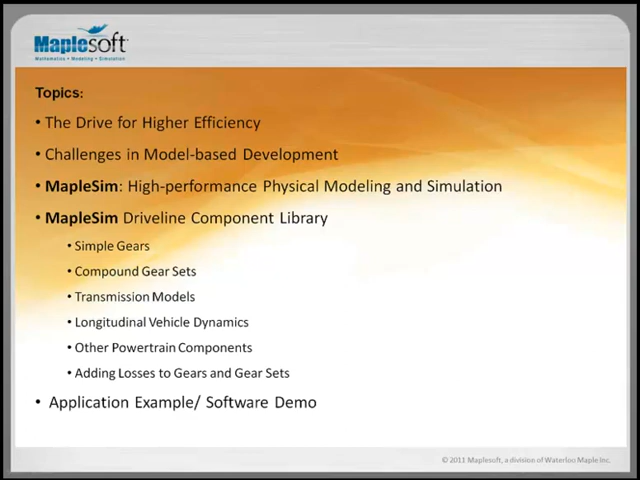 Maplesoft
Mathematics • Modeling • Simulation
Topics:
• The Drive for Higher Efficiency
• Challenges in Model-based Development
• MapleSim: High-performance Physical Modeling and Simulation
• MapleSim Driveline Component Library
• Simple Gears
• Compound Gear Sets
• Transmission Models
• Longitudinal Vehicle Dynamics
• Other Powertrain Components
• Adding Losses to Gears and Gear Sets
• Application Example/ Software Demo
© 2011 Maplesoft, a division of Waterloo Maple Inc.